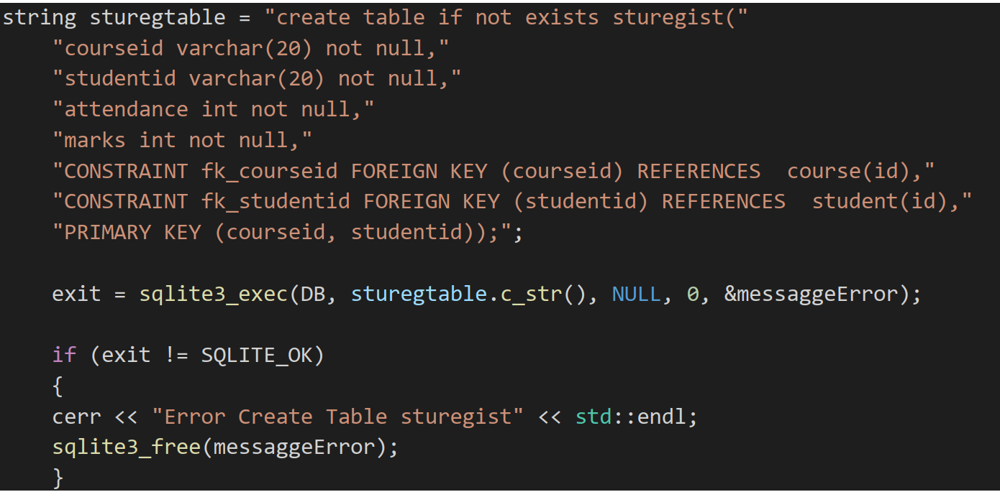 string sturegtable = "create table if not exists sturegist("
"courseid varchar(20) not null,"
"studentid varchar(20) not null,"
"attendance int not null,"
"marks int not null,"
"CONSTRAINT fk_courseid FOREIGN KEY (courseid) REFERENCES  course(id),"
"CONSTRAINT fk_studentid FOREIGN KEY (studentid) REFERENCES  student(id),"
"PRIMARY KEY (courseid, studentid));";
exit = sqlite3_exec(DB, sturegtable.c_str(), NULL, 0, &messaggeError);
if (exit != SQLITE_OK)
{
cerr << "Error Create Table sturegist" << std::endl;
sqlite3_free(messaggeError);
}